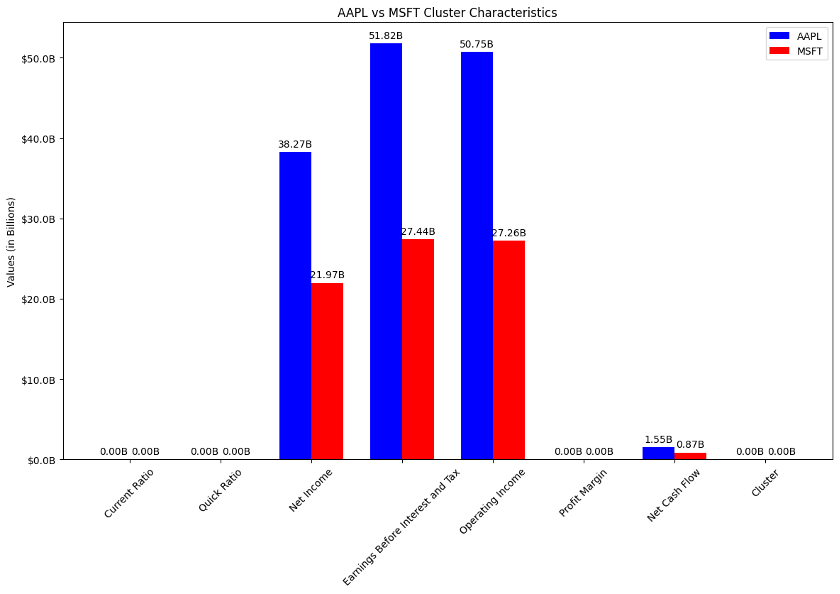 AAPL vs MSFT Cluster Characteristics
AAPL
MSFT
Values (in Billions)
$50.0B
$40.0B
$30.0B
$20.0B
$10.0B
$0.0B
0.00B 0.00B
0.00B 0.00B
38.27B
21.97B
51.82B
27.44B
50.75B
27.26B
0.00B 0.00B
1.55B
0.87B
0.00B 0.00B
Current Ratio
Quick Ratio
Net Income
Earnings Before Interest and Tax
Operating Income
Profit Margin
Net Cash Flow
Cluster